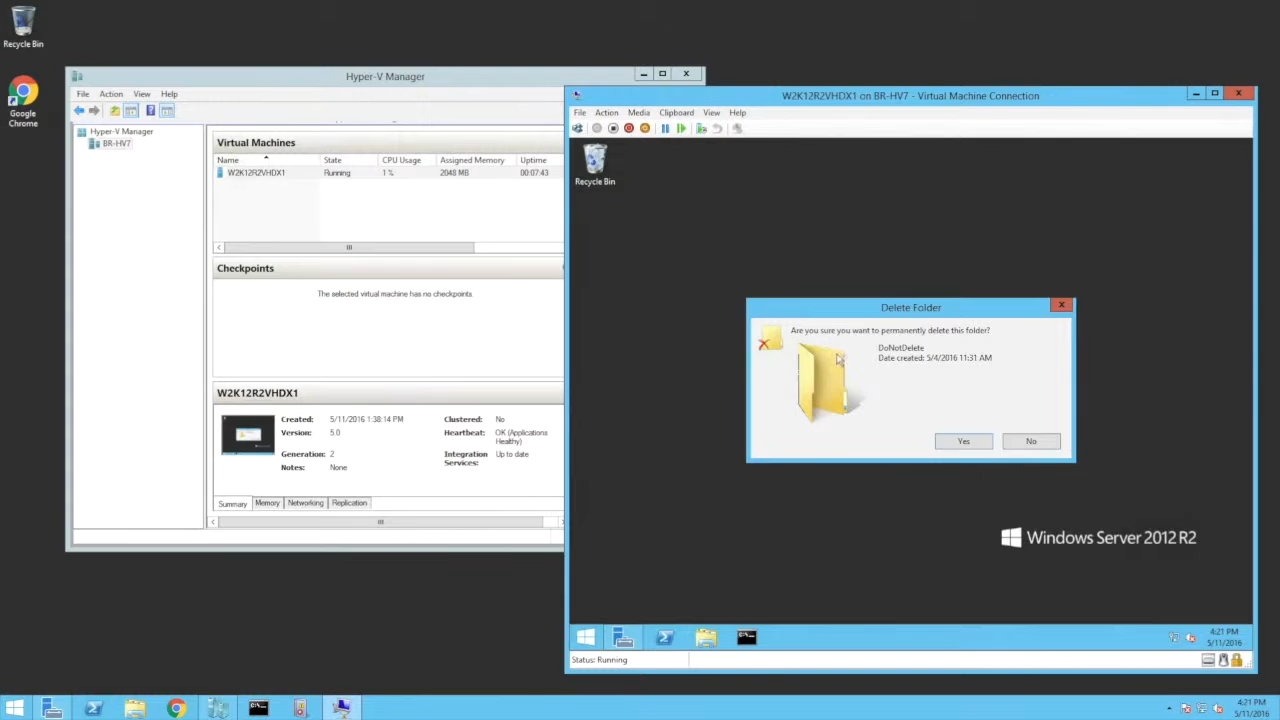 Recycle Bin
Google
Chrome
Hyper-V Manager
File Action View Help
Hyper-V Manager
BR-HV7
Virtual Machines
Name State CPU Usage Assigned Memory Uptime
W2K12R2VHDX1 Running 1 % 2048 MB 00:07:43
Checkpoints
The selected virtual machine has no checkpoints.
W2K12R2VHDX1
Created: 5/11/2016 1:38:14 PM Clustered: No
Version: 5.0 Heartbeat: OK (Applications
Healthy)
Generation: 2 Integration Up to date
Services:
Notes: None
Summary Memory Networking Replication
W2K12R2VHDX1 on BR-HV7 - Virtual Machine Connection
File Action Media Clipboard View Help
Recycle Bin
Delete Folder
Are you sure you want to permanently delete this folder?
DoNotDelete
Date created: 5/4/2016 11:31 AM
Yes No
Windows Server 2012 R2
4:21 PM
5/11/2016
Status: Running
4:21 PM
5/11/2016